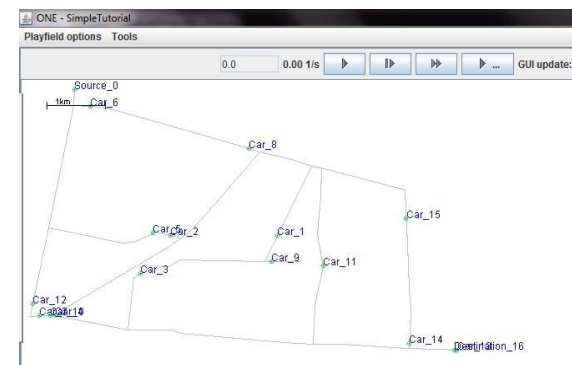 ONE - SimpleTutorial
Playfield options Tools
0.0 0.00 1/s ... GUI update:
Source_0
1km
Car_6
Car_8
Car_15
Car_5
Car_2
Car_1
Car_9
Car_11
Car_3
Car_12
Car_14